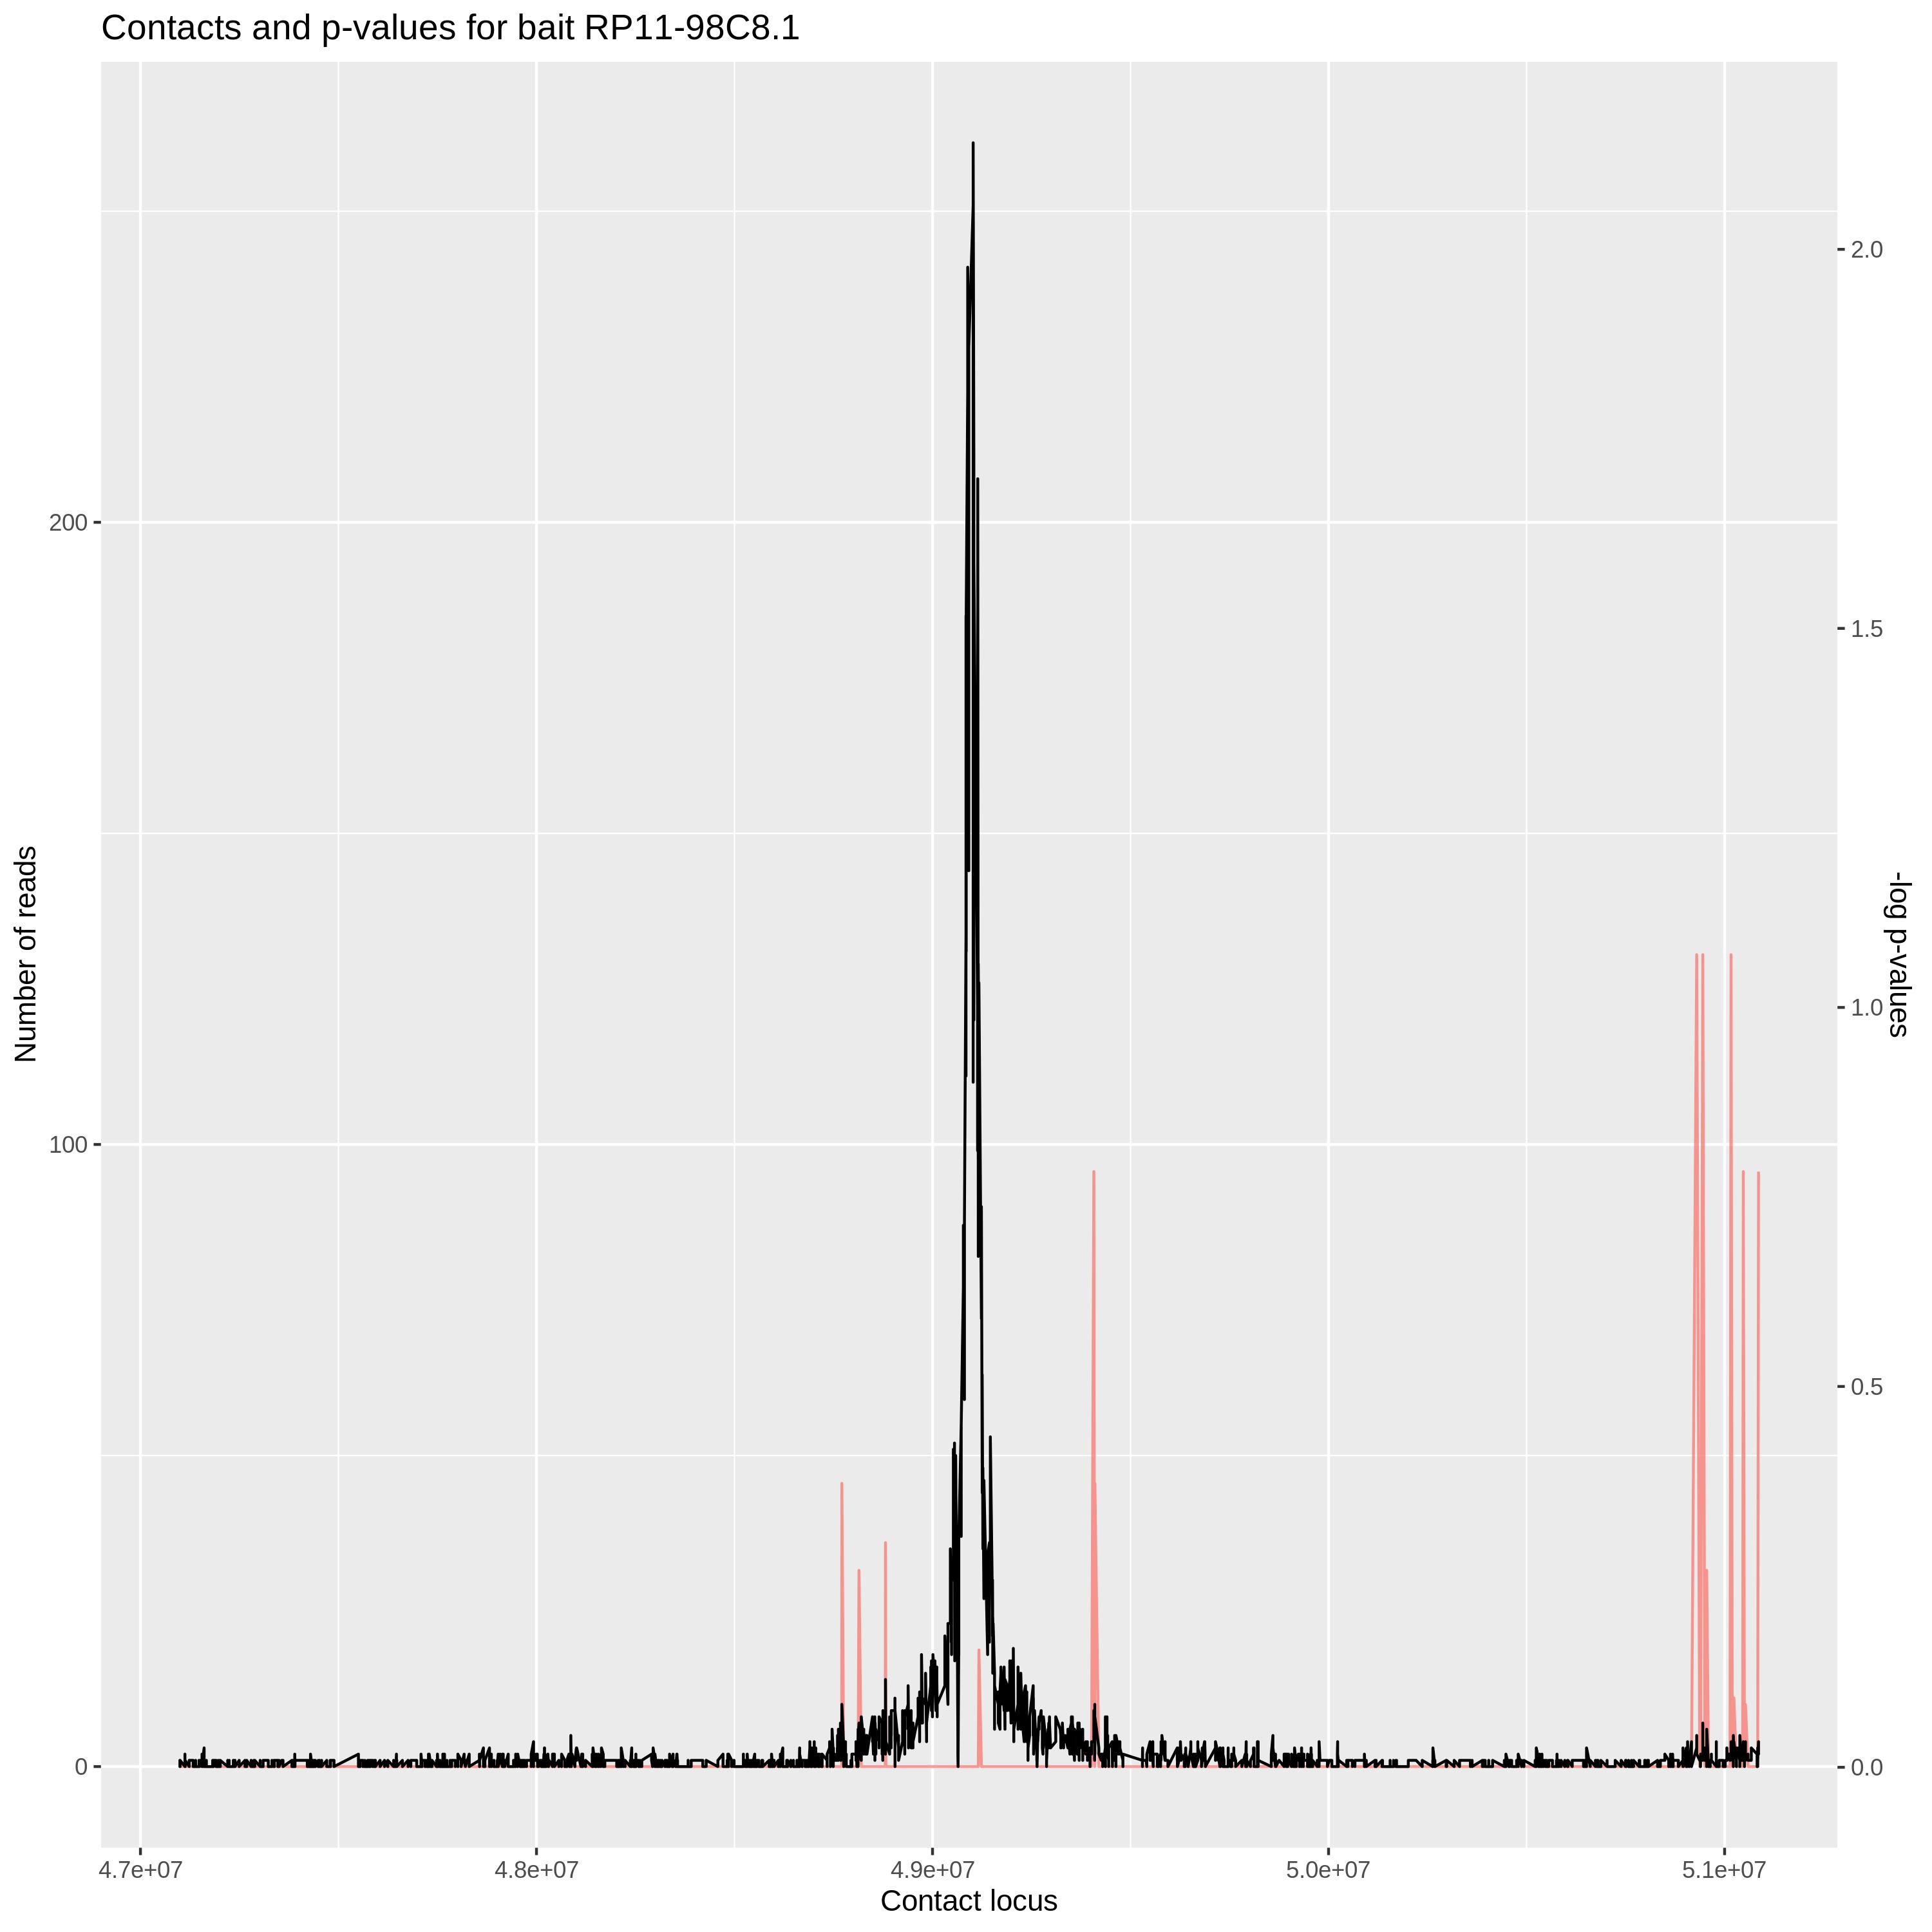 Contacts and p-values for bait RP11-98C8.1
200
100
0
Number of reads
2.0
1.5
1.0
0.5
0.0
-log p-values
4.7e+07
4.8e+07
4.9e+07
5.0e+07
5.1e+07
Contact locus